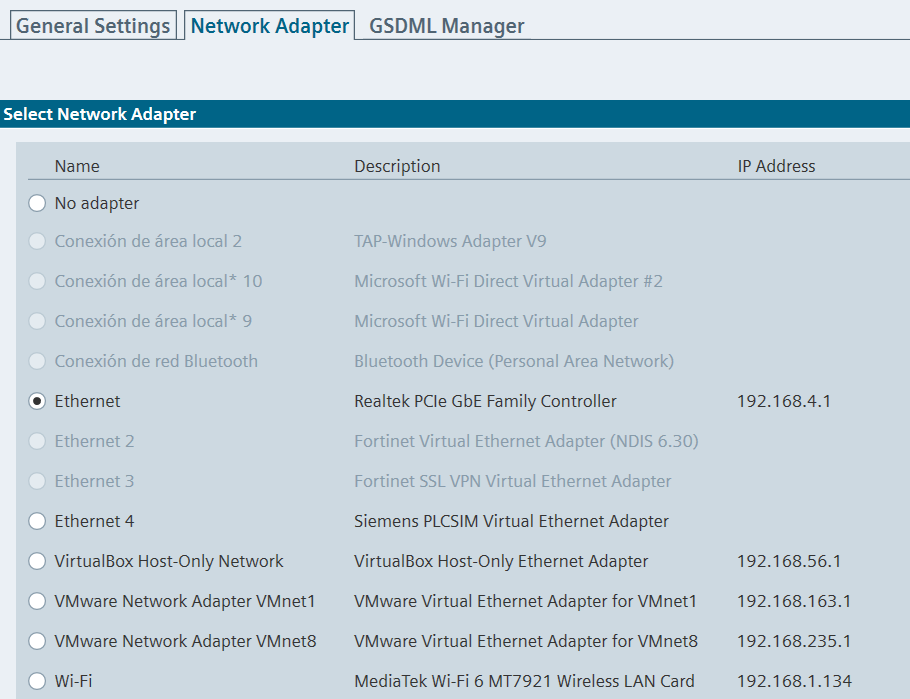 General Settings Network Adapter GSDML Manager
Select Network Adapter
Name Description IP Address
No adapter
Conexión de área local 2 TAP-Windows Adapter V9
Conexión de área local* 10 Microsoft Wi-Fi Direct Virtual Adapter #2
Conexión de área local* 9 Microsoft Wi-Fi Direct Virtual Adapter
Conexión de red Bluetooth Bluetooth Device (Personal Area Network)
Ethernet Realtek PCIe GbE Family Controller 192.168.4.1
Ethernet 2 Fortinet Virtual Ethernet Adapter (NDIS 6.30)
Ethernet 3 Fortinet SSL VPN Virtual Ethernet Adapter
Ethernet 4 Siemens PLCSIM Virtual Ethernet Adapter
VirtualBox Host-Only Network VirtualBox Host-Only Ethernet Adapter 192.168.56.1
VMware Network Adapter VMnet1 VMware Virtual Ethernet Adapter for VMnet1 192.168.163.1
VMware Network Adapter VMnet8 VMware Virtual Ethernet Adapter for VMnet8 192.168.235.1
Wi-Fi MediaTek Wi-Fi 6 MT7921 Wireless LAN Card 192.168.1.134